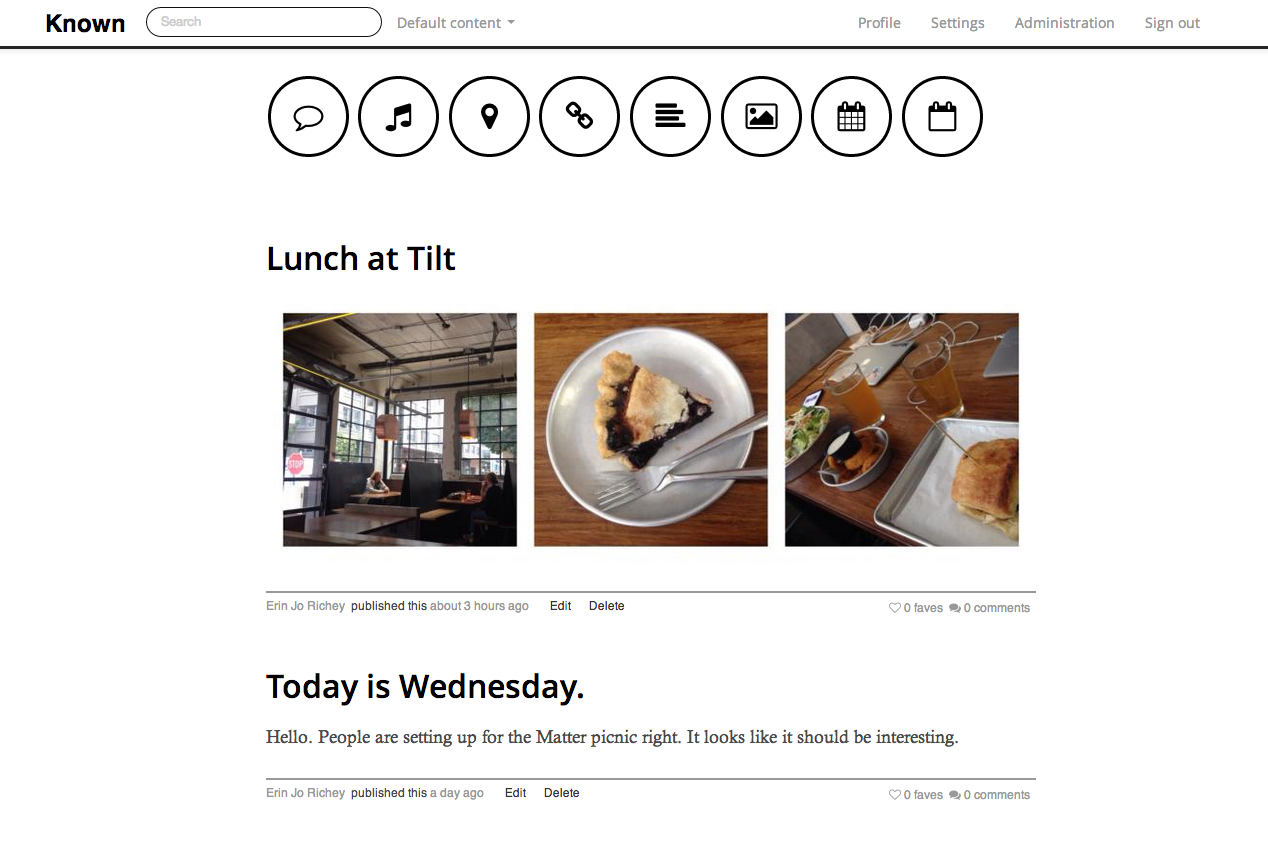 Known Search Default content Profile Settings Administration Sign out
Lunch at Tilt
STOP
Erin Jo Richey published this about 3 hours ago Edit Delete 0 faves 0 comments
Today is Wednesday.
Hello. People are setting up for the Matter picnic right. It looks like it should be interesting.
Erin Jo Richey published this a day ago Edit Delete 0 faves 0 comments